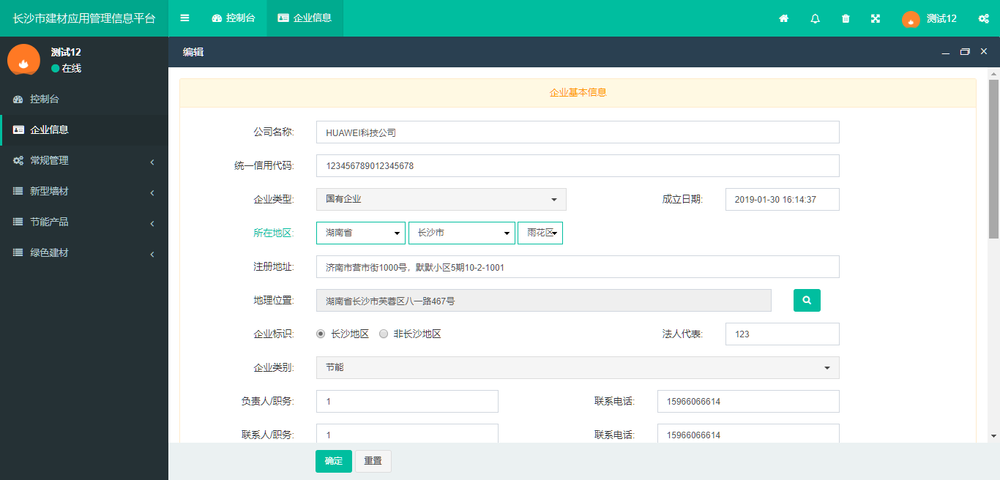 长沙市建材应用管理信息平台 控制台 企业信息 测试12
测试12
在线
控制台
企业信息
常规管理
新型墙材
节能产品
绿色建材
编辑
企业基本信息
公司名称: HUAWEI科技公司
统一信用代码: 123456789012345678
企业类型: 国有企业 成立日期: 2019-01-30 16:14:37
所在地区: 湖南省 长沙市 雨花区
注册地址: 济南市营市街1000号，默默小区5期10-2-1001
地理位置: 湖南省长沙市芙蓉区八一路467号
企业标识: 长沙地区 非长沙地区 法人代表: 123
企业类别: 节能
负责人/职务: 1 联系电话: 15966066614
联系人/职务: 1 联系电话: 15966066614
确定 重置